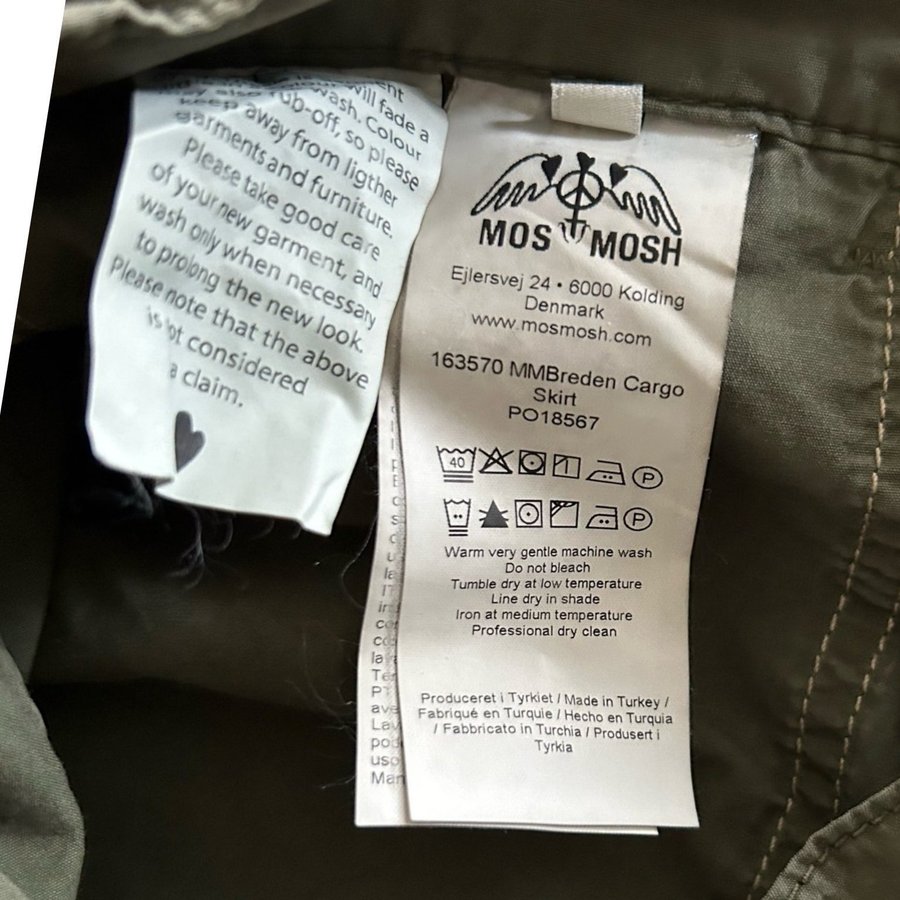 will fade a
wash. Colour
rub-off, so please
keep away from ligther
garments and furniture.
Please take good care
of your new garment, and
wash only when necessary
to prolong the new look.
Please note that the above
considered
claim.
MOS MOSH
Ejlersvej 24 • 6000 Kolding
Denmark
www.mosmosh.com
163570 MMBreden Cargo
Skirt
PO18567
40
P
P
Warm very gentle machine wash
Do not bleach
Tumble dry at low temperature
Line dry in shade
Iron at medium temperature
Professional dry clean
Produceret i Tyrkiet / Made in Turkey /
Fabriqué en Turquie / Hecho en Turquia
/ Fabbricato in Turchia / Produsert i
Tyrkia